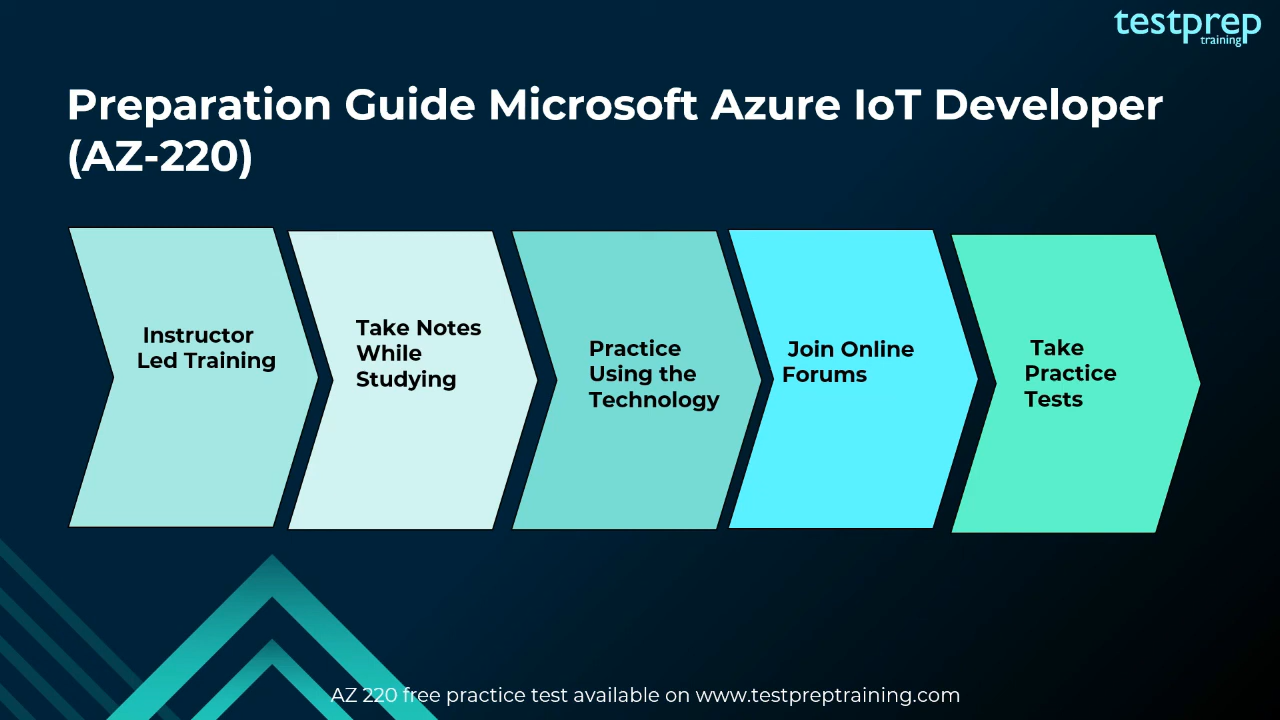 testprep
training
Preparation Guide Microsoft Azure IoT Developer
(AZ-220)
Instructor
Led Training
Take Notes
While
Studying
Practice
Using the
Technology
Join Online
Forums
Take
Practice
Tests
AZ 220 free practice test available on www.testpreptraining.com